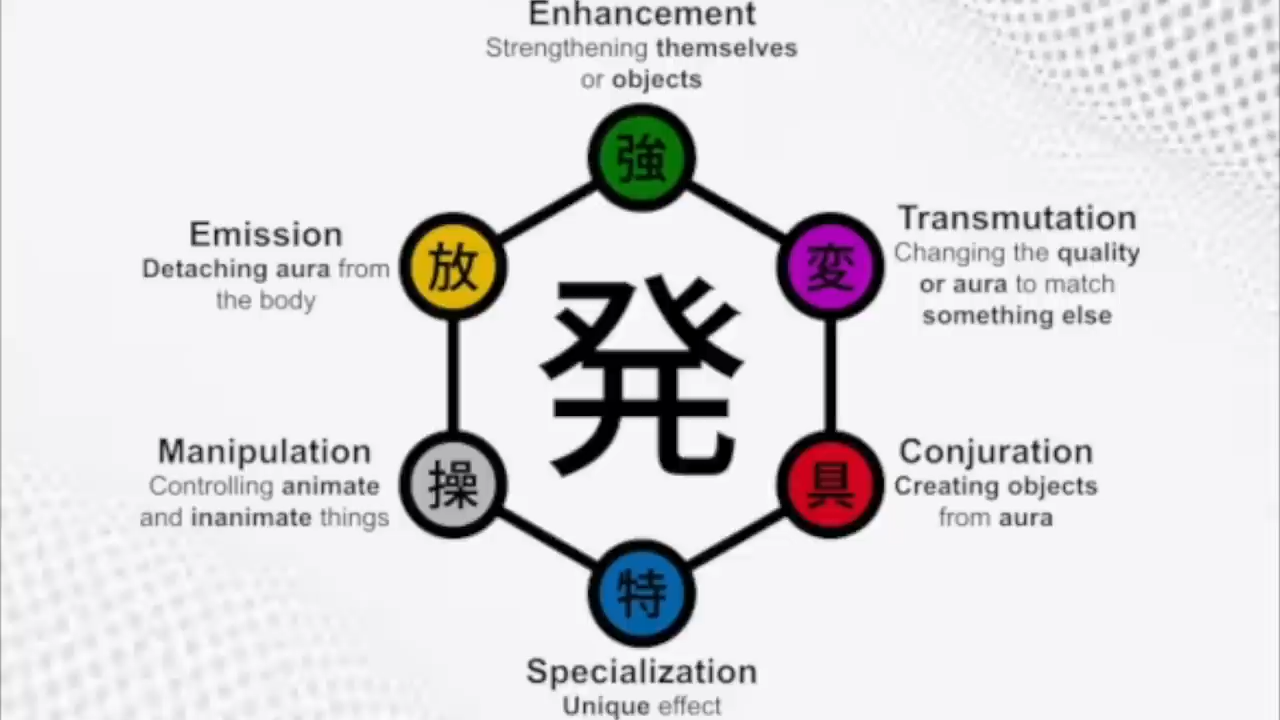 Enhancement
Strengthening themselves
or objects
強
Emission
Detaching aura from
the body
放
変
Transmutation
Changing the quality
or aura to match
something else
発
Manipulation
Controlling animate
and inanimate things
操
具
Conjuration
Creating objects
from aura
特
Specialization
Unique effect